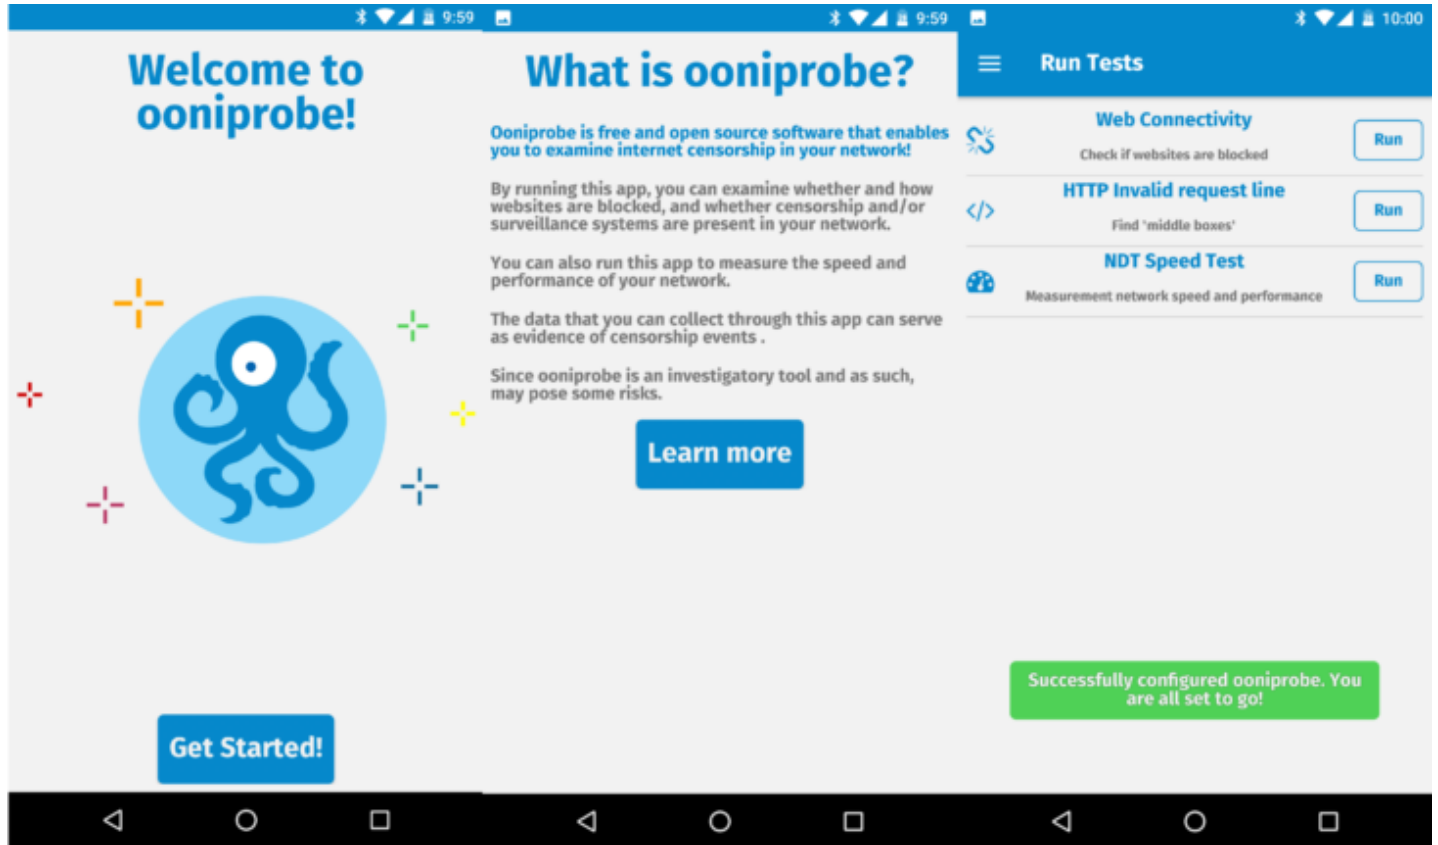 9:59
Welcome to
ooniprobe!
Get Started!
9:59
What is ooniprobe?
Ooniprobe is free and open source software that enables
you to examine internet censorship in your network!
By running this app, you can examine whether and how
websites are blocked, and whether censorship and/or
surveillance systems are present in your network.
You can also run this app to measure the speed and
performance of your network.
The data that you can collect through this app can serve
as evidence of censorship events .
Since ooniprobe is an investigatory tool and as such,
may pose some risks.
Learn more
10:00
Run Tests
Web Connectivity
Check if websites are blocked
Run
HTTP Invalid request line
Find 'middle boxes'
Run
NDT Speed Test
Measurement network speed and performance
Run
Successfully configured ooniprobe. You
are all set to go!